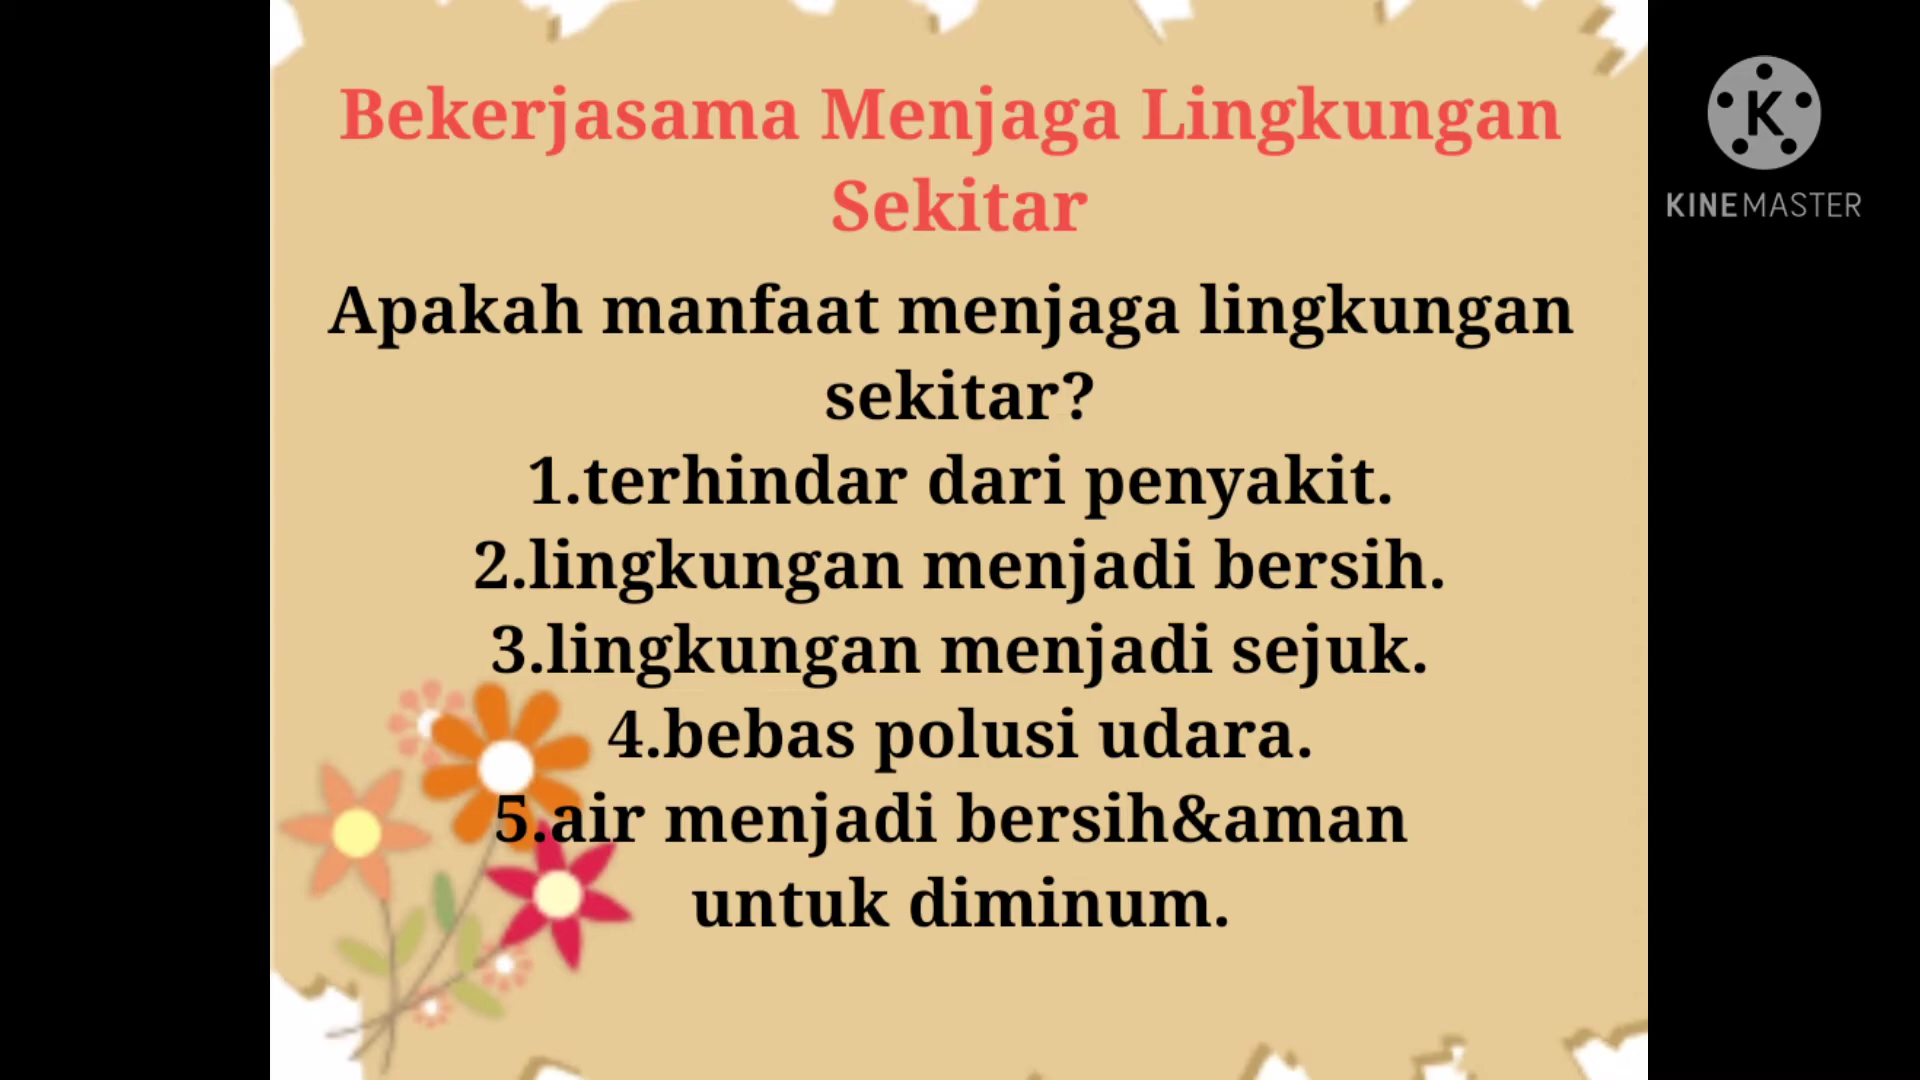 Bekerjasama Menjaga Lingkungan
Sekitar
Apakah manfaat menjaga lingkungan
sekitar?
1.terhindar dari penyakit.
2.lingkungan menjadi bersih.
3.lingkungan menjadi sejuk.
4.bebas polusi udara.
5.air menjadi bersih&aman
untuk diminum.
K
KINEMASTER